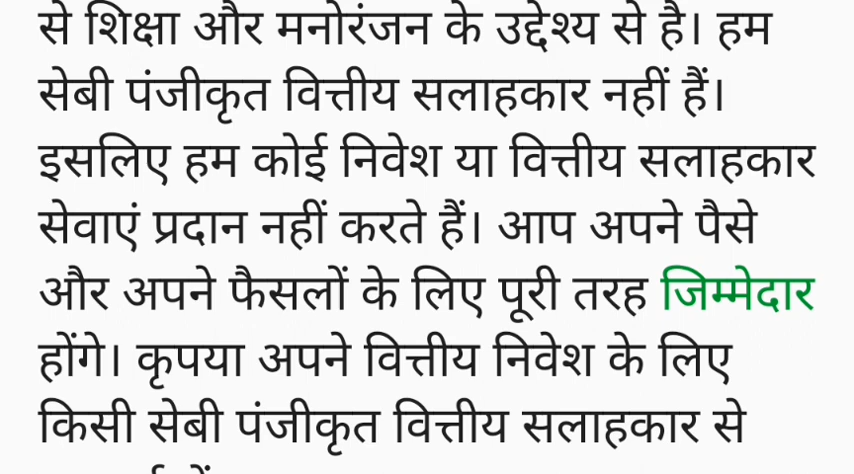 से शिक्षा और मनोरंजन के उद्देश्य से है। हम
सेबी पंजीकृत वित्तीय सलाहकार नहीं हैं।
इसलिए हम कोई निवेश या वित्तीय सलाहकार
सेवाएं प्रदान नहीं करते हैं। आप अपने पैसे
और अपने फैसलों के लिए पूरी तरह जिम्मेदार
होंगे। कृपया अपने वित्तीय निवेश के लिए
किसी सेबी पंजीकृत वित्तीय सलाहकार से